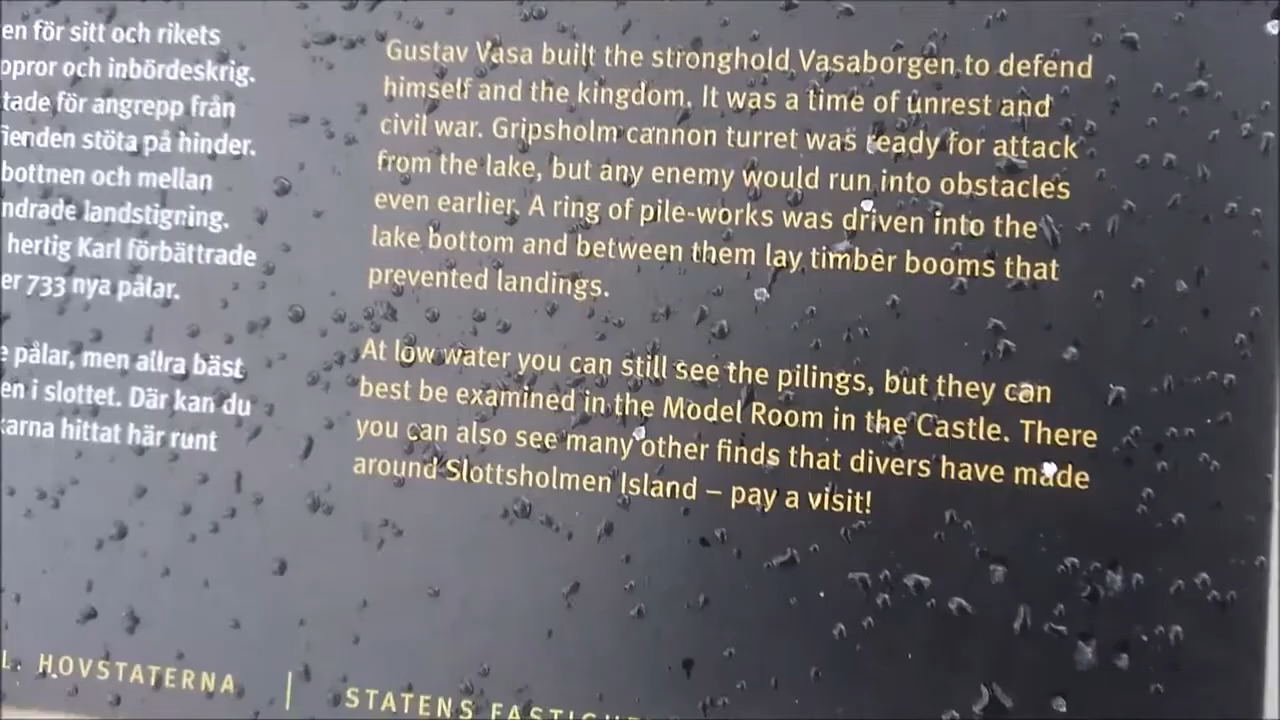 en för sitt och rikets
ppror och inbördeskrig.
tade för angrepp från
ienden stöta på hinder.
bottnen och mellan
ndrade landstigning.
hertig Karl förbättrade
er 733 nya pålar.
e pålar, men allra bäst
en i slottet. Där kan du
karna hittat här runt
Gustav Vasa built the stronghold Vasaborgen to defend
himself and the kingdom. It was a time of unrest and
civil war. Gripsholm cannon turret was ready for attack
from the lake, but any enemy would run into obstacles
even earlier. A ring of pile-works was driven into the
lake bottom and between them lay timber booms that
prevented landings.
At low water you can still see the pilings, but they can
best be examined in the Model Room in the Castle. There
you can also see many other finds that divers have made
around Slottsholmen Island – pay a visit!
L. HOVSTATERNA | STATENS